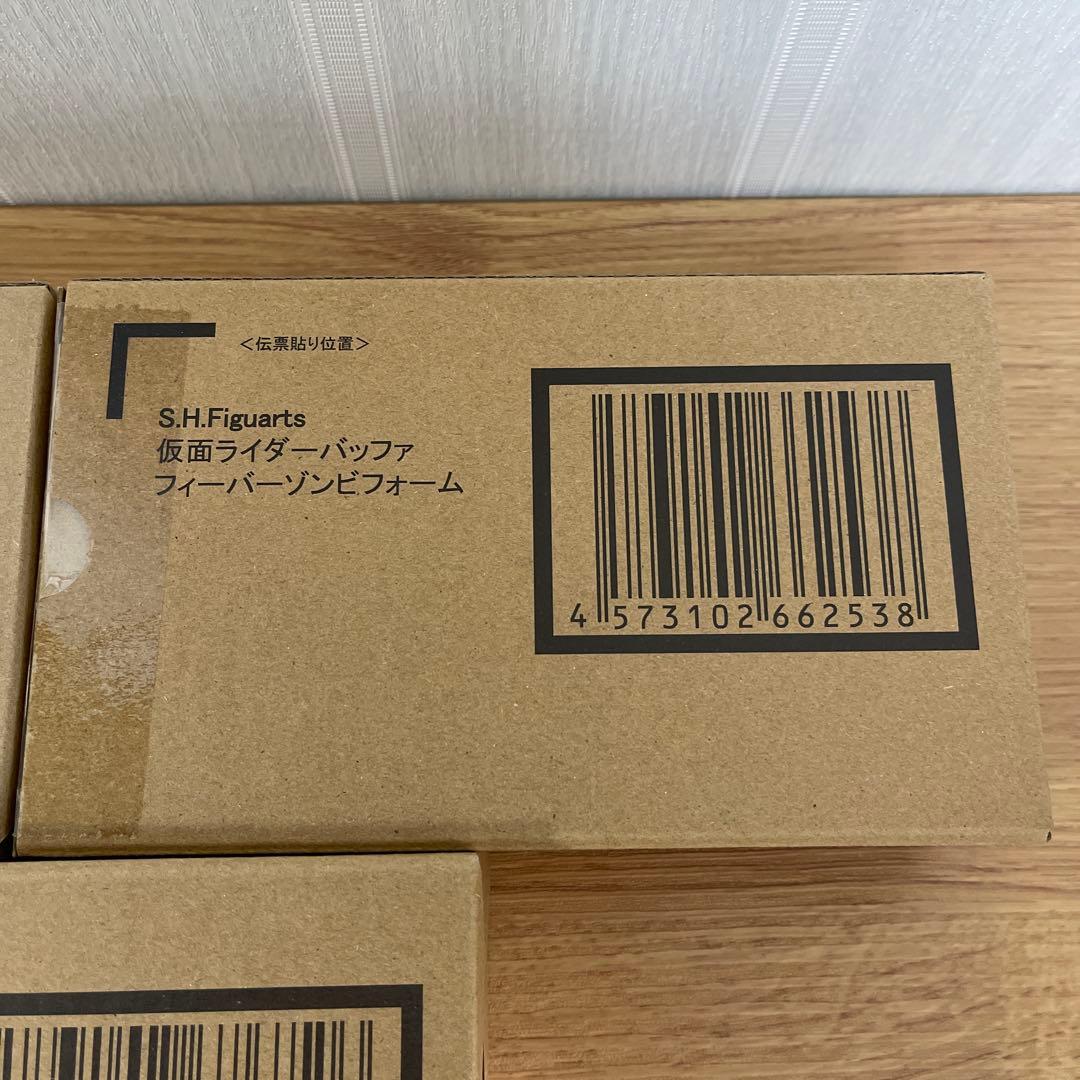 <伝票貼り位置>
S.H.Figuarts
仮面ライダーバッファ
フィーバーゾンビフォーム
4 573102 662538